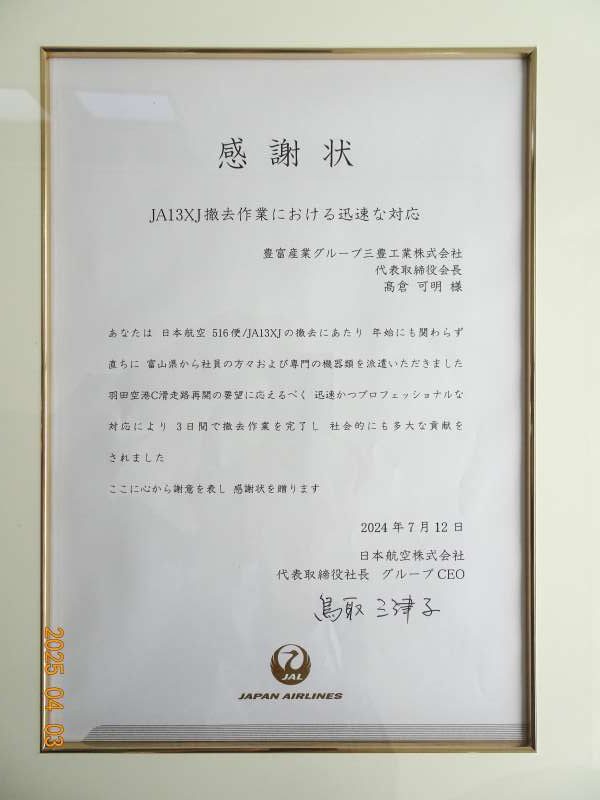 感謝状
JA13XJ撤去作業における迅速な対応
豊富産業グループ三豊工業株式会社
代表取締役会長
髙倉 可明 様
あなたは 日本航空 516便/JA13XJの撤去にあたり 年始にも関わらず
直ちに 富山県から社員の方々および専門の機器類を派遣いただきました
羽田空港C滑走路再開の要望に応えるべく 迅速かつプロフェッショナルな
対応により 3日間で撤去作業を完了し 社会的にも多大な貢献を
されました
ここに心から謝意を表し 感謝状を贈ります
2024年7月12日
日本航空株式会社
代表取締役社長 グループCEO
鳥取 三津子
JAL
JAPAN AIRLINES
2025 04 03